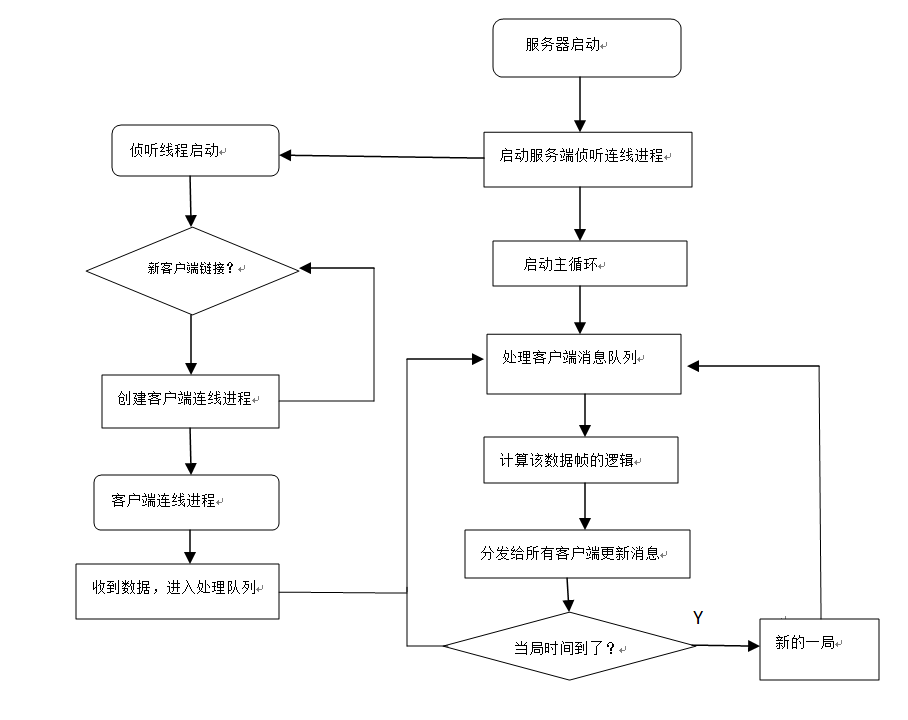 服务器启动
侦听线程启动
启动服务端侦听连线进程
新客户端链接?
启动主循环
处理客户端消息队列
创建客户端连线进程
计算该数据帧的逻辑
客户端连线进程
分发给所有客户端更新消息
收到数据，进入处理队列
Y
当局时间到了？
新的一局